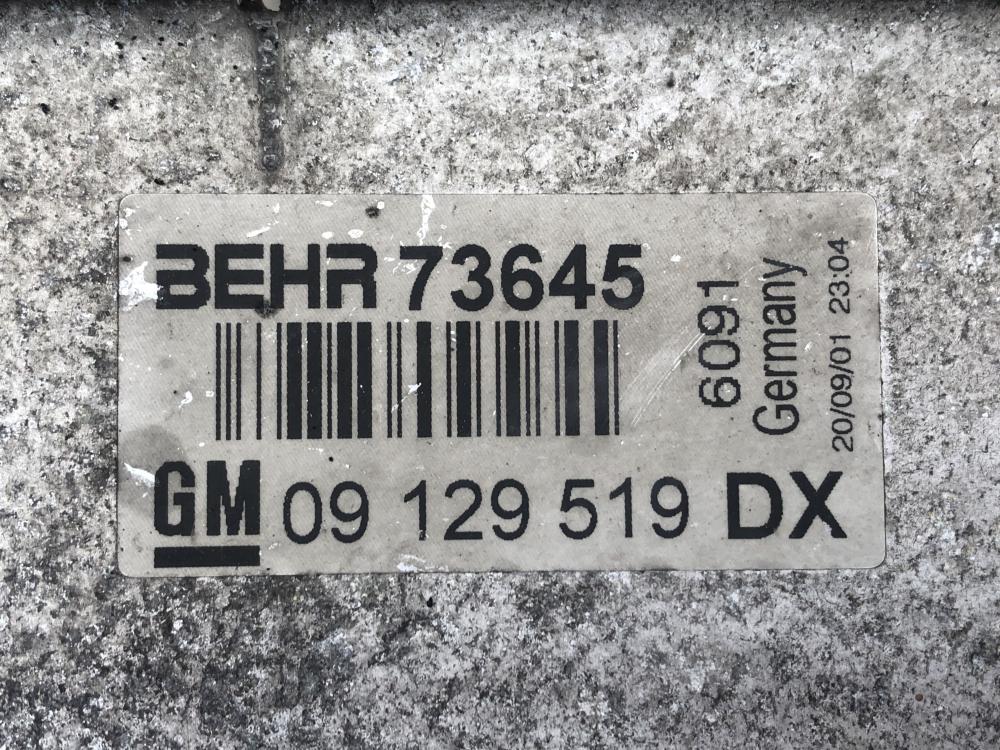 BEHR 73645
GM 09 129 519 DX
6091
Germany
20/09/01 23:04